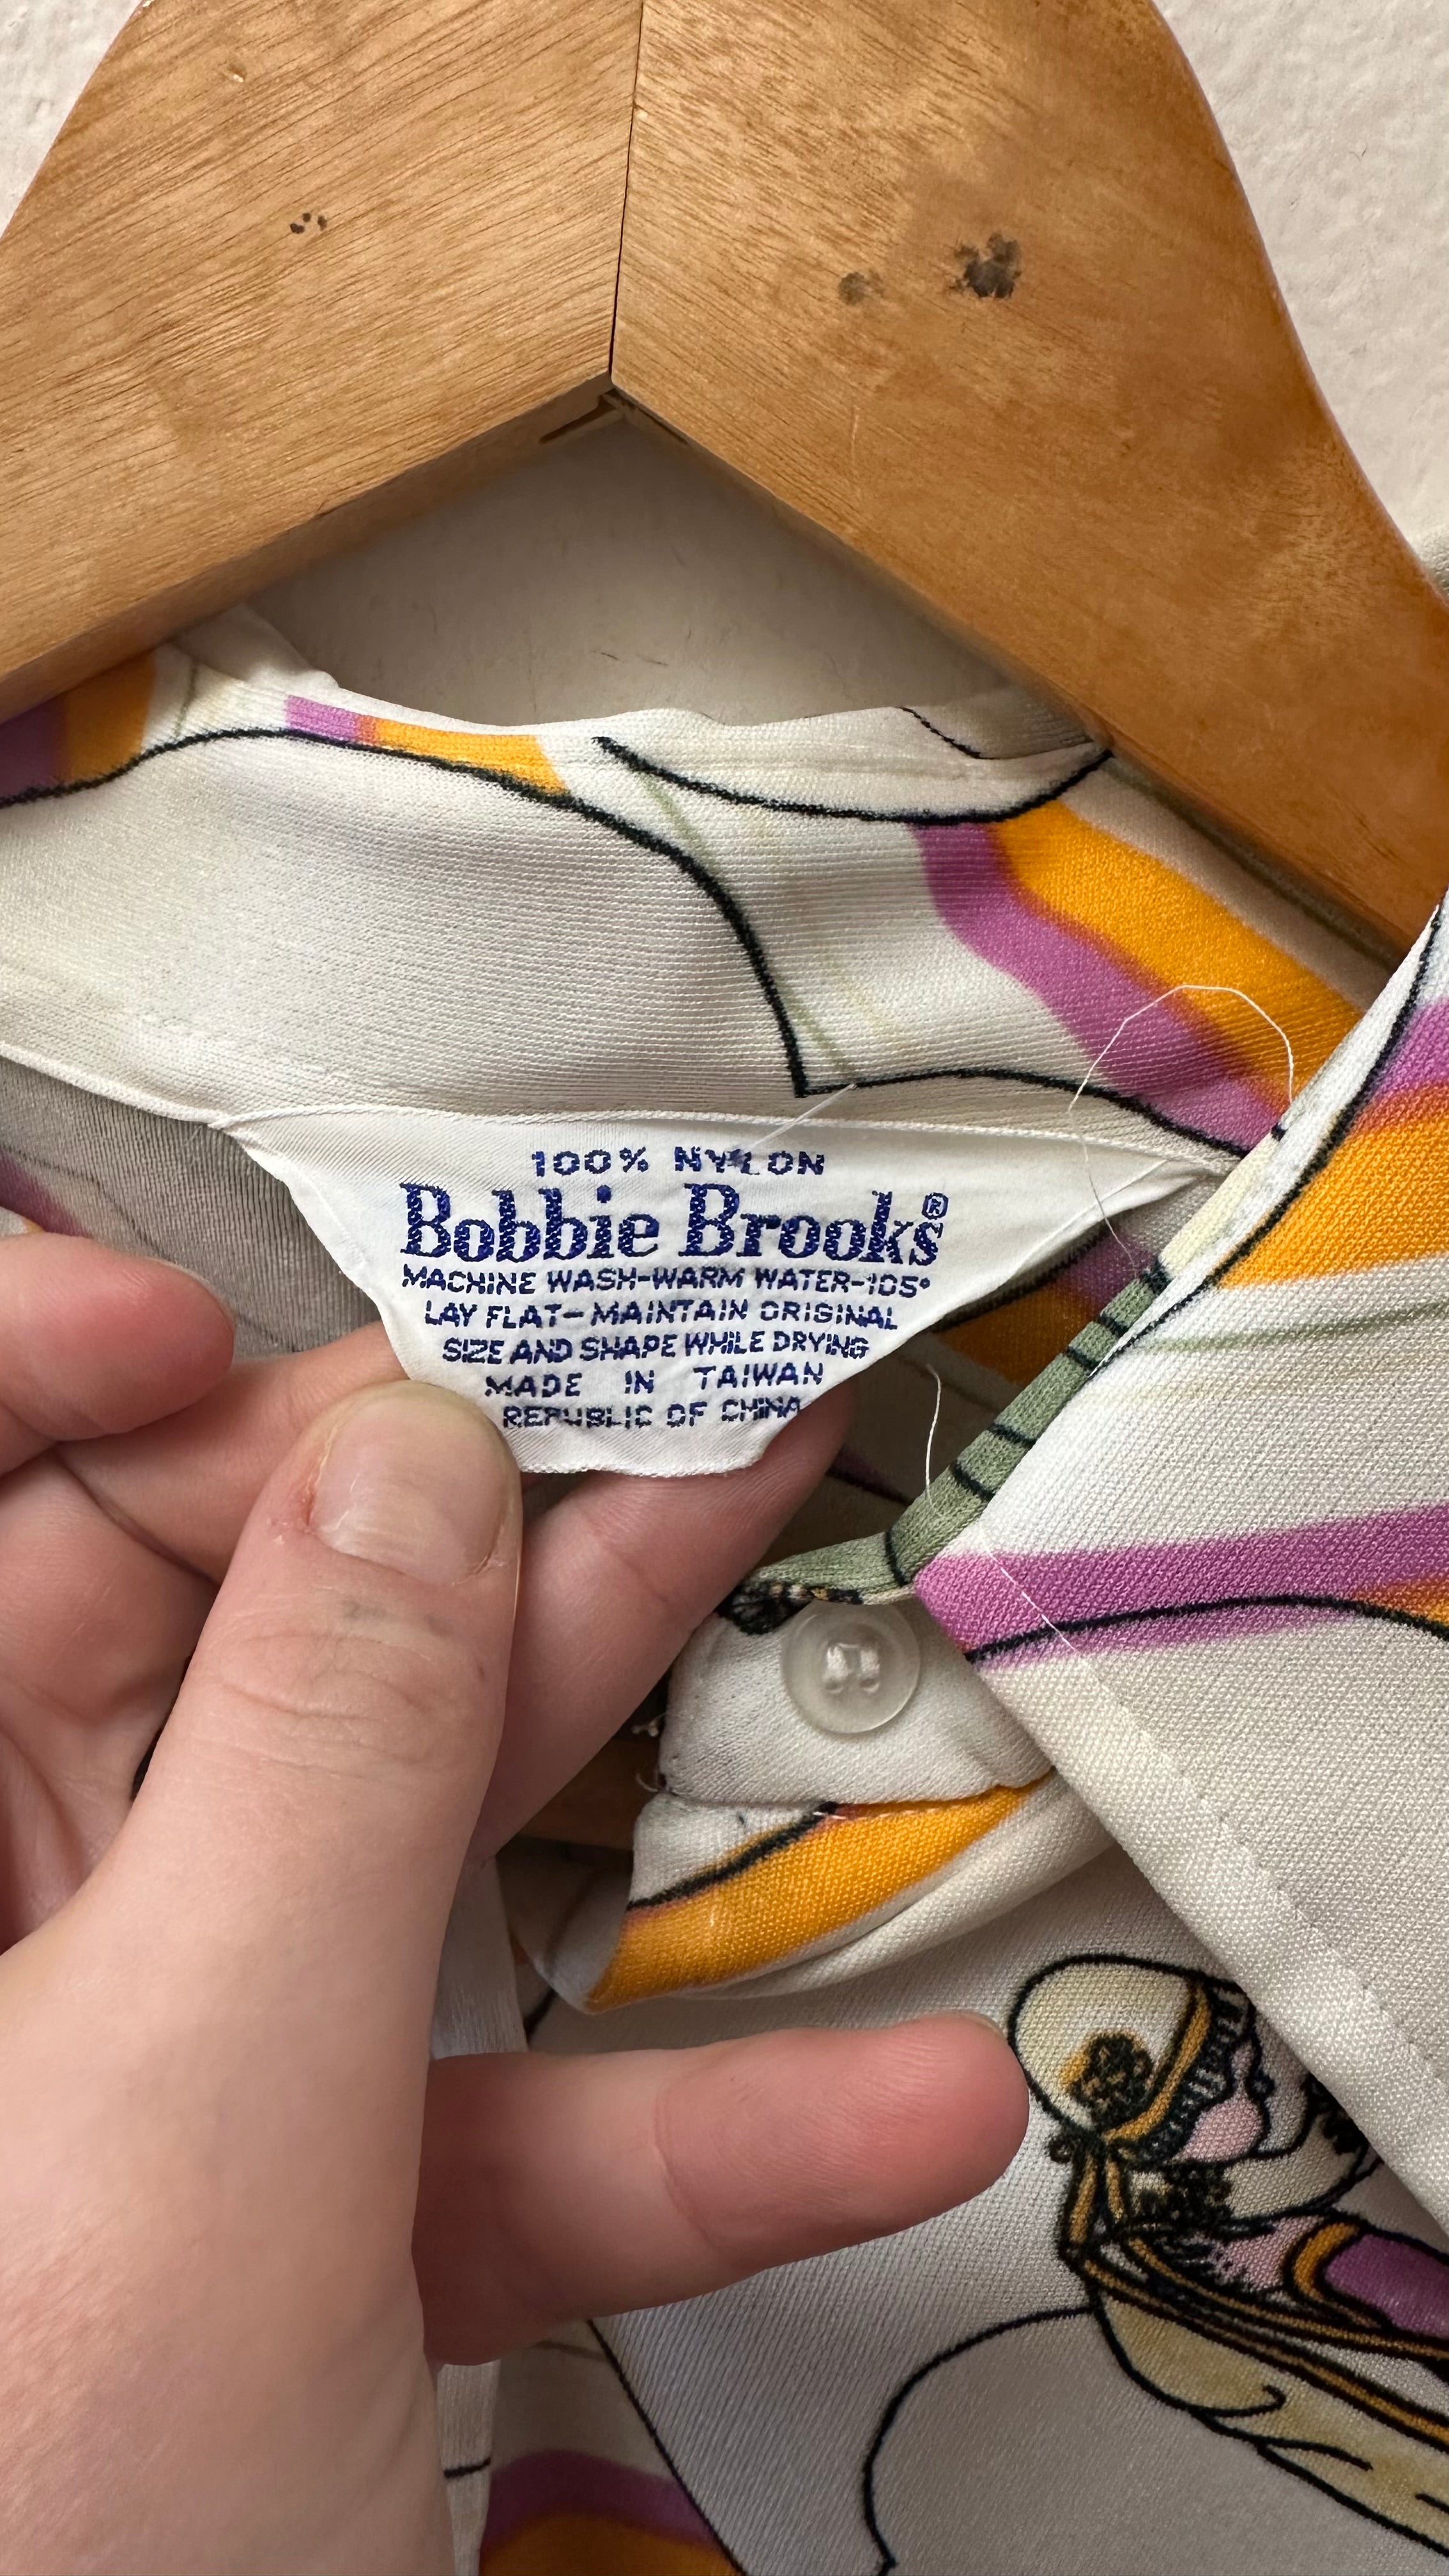 100% NYLON
Bobbie Brooks®
MACHINE WASH-WARM WATER-105°
LAY FLAT-MAINTAIN ORIGINAL
SIZE AND SHAPE WHILE DRYING
MADE IN TAIWAN
REPUBLIC OF CHINA